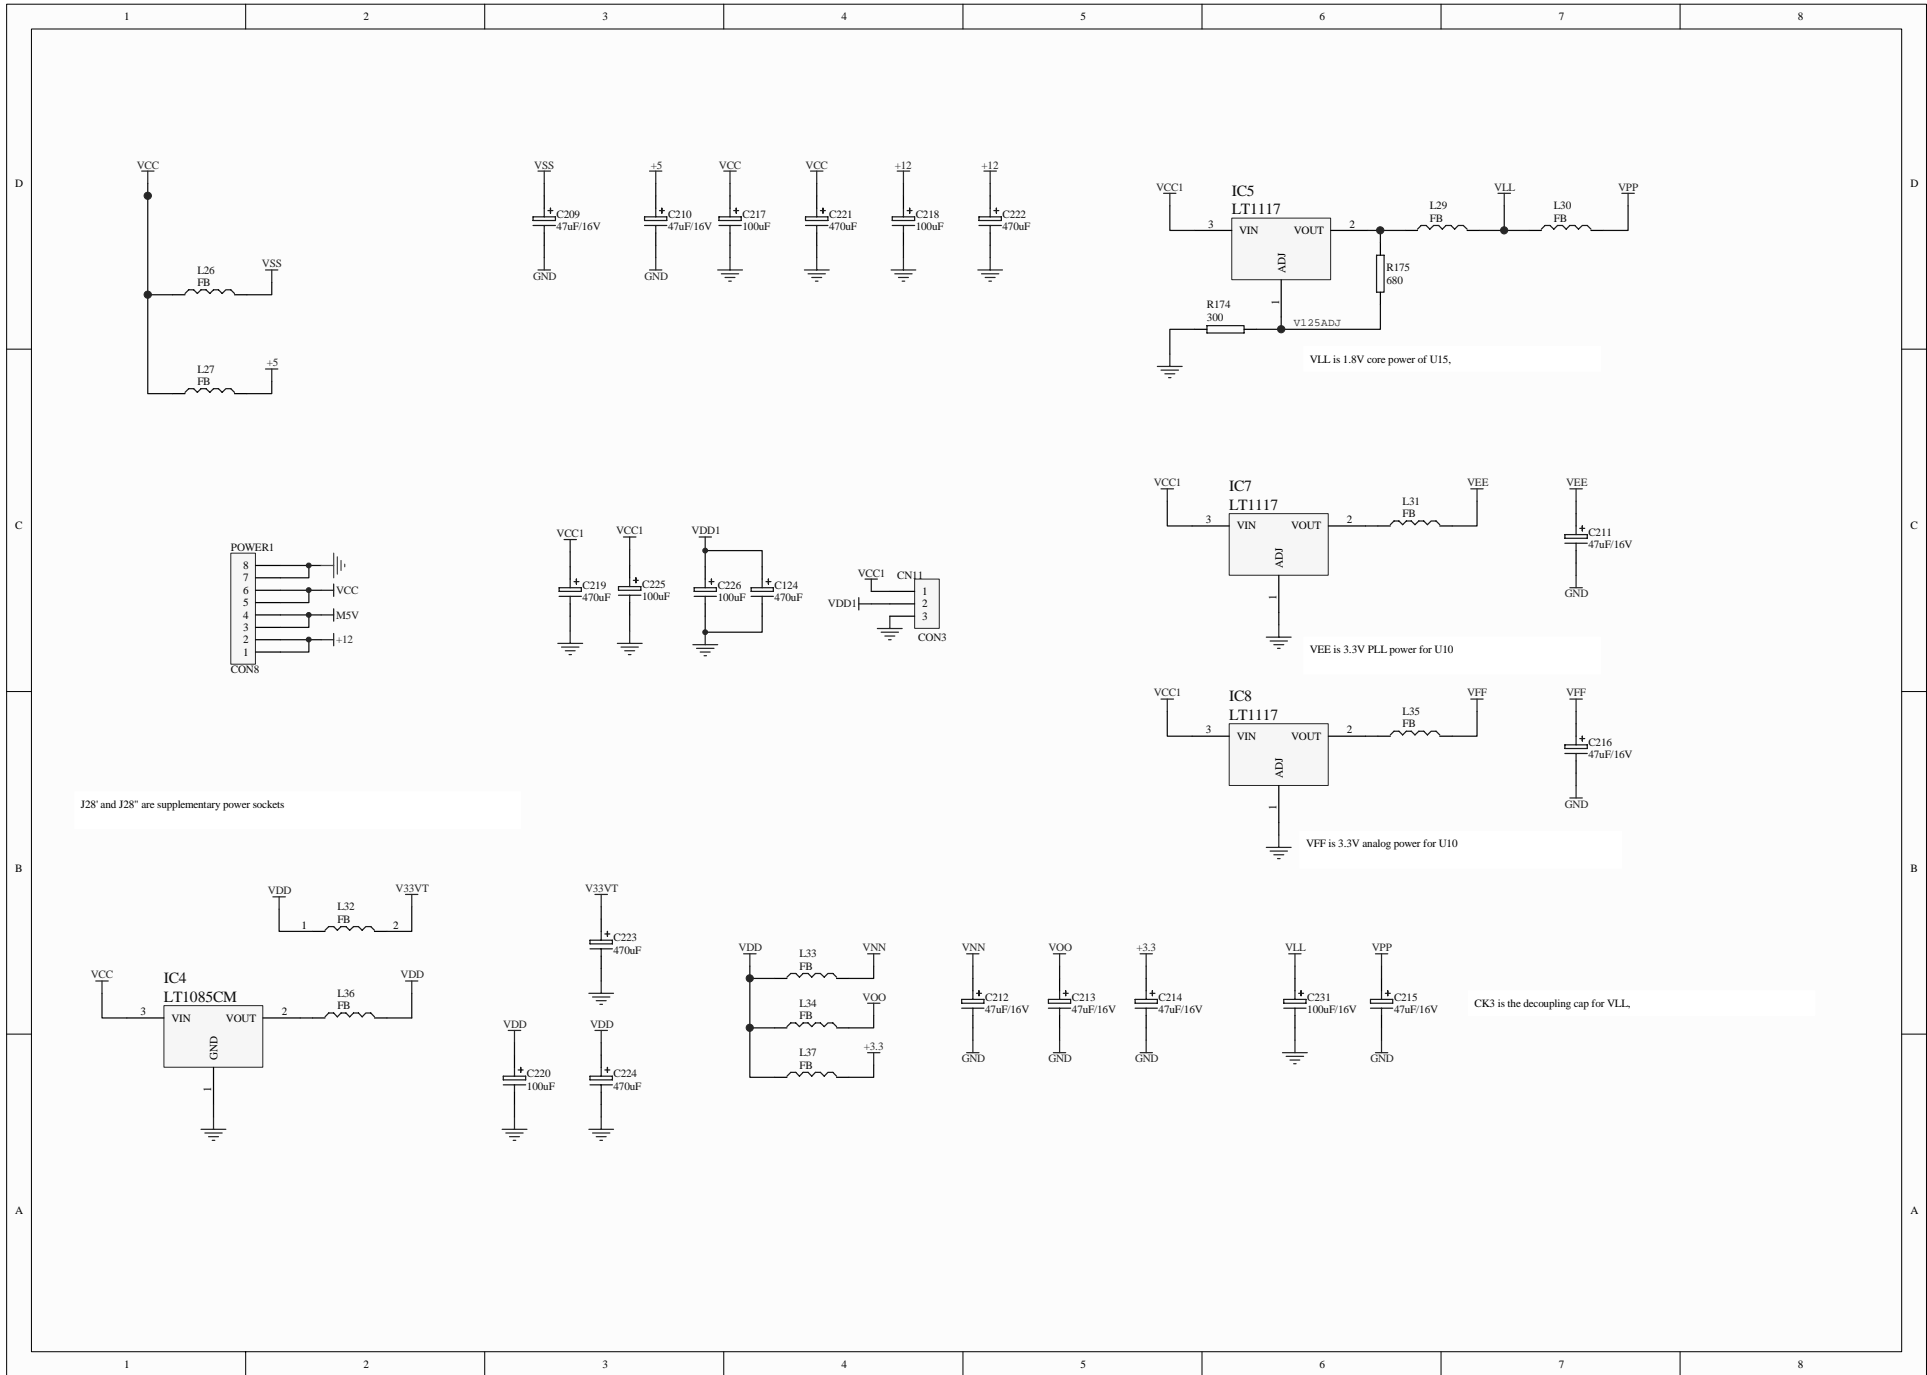 1 2 3 4 5 6 7 8
D D
VCC
L26
FB
VSS
L27
FB
+5
VSS
C209
47uF/16V
GND
+5
C210
47uF/16V
GND
VCC
C217
100uF
VCC
C221
470uF
+12
C218
100uF
+12
C222
470uF
VCC1
IC5
LT1117
3 VIN VOUT 2
ADJ
1
L29
FB
VLL
L30
FB
VPP
R175
680
R174
300
V125ADJ
VLL is 1.8V core power of U15,
C C
POWER1
8
7
6
5
4
3
2
1
VCC
M5V
+12
CON8
VCC1
C219
470uF
VCC1
C225
100uF
VDD1
C226
100uF
C124
470uF
VCC1
CN11
VDD1
1
2
3
CON3
VCC1
IC7
LT1117
3 VIN VOUT 2
ADJ
1
L31
FB
VEE
VEE
C211
47uF/16V
GND
VEE is 3.3V PLL power for U10
VCC1
IC8
LT1117
3 VIN VOUT 2
ADJ
1
L35
FB
VFF
VFF
C216
47uF/16V
GND
VFF is 3.3V analog power for U10
J28' and J28" are supplementary power sockets
B B
VDD
1
L32
FB
2
V33VT
VCC
IC4
LT1085CM
3 VIN VOUT 2
GND
1
L36
FB
VDD
V33VT
C223
470uF
VDD
C220
100uF
VDD
C224
470uF
VDD
L33
FB
VNN
L34
FB
VOO
L37
FB
+3.3
VNN
C212
47uF/16V
GND
VOO
C213
47uF/16V
GND
+3.3
C214
47uF/16V
GND
VLL
C231
100uF/16V
VPP
C215
47uF/16V
GND
CK3 is the decoupling cap for VLL,
A A
1 2 3 4 5 6 7 8